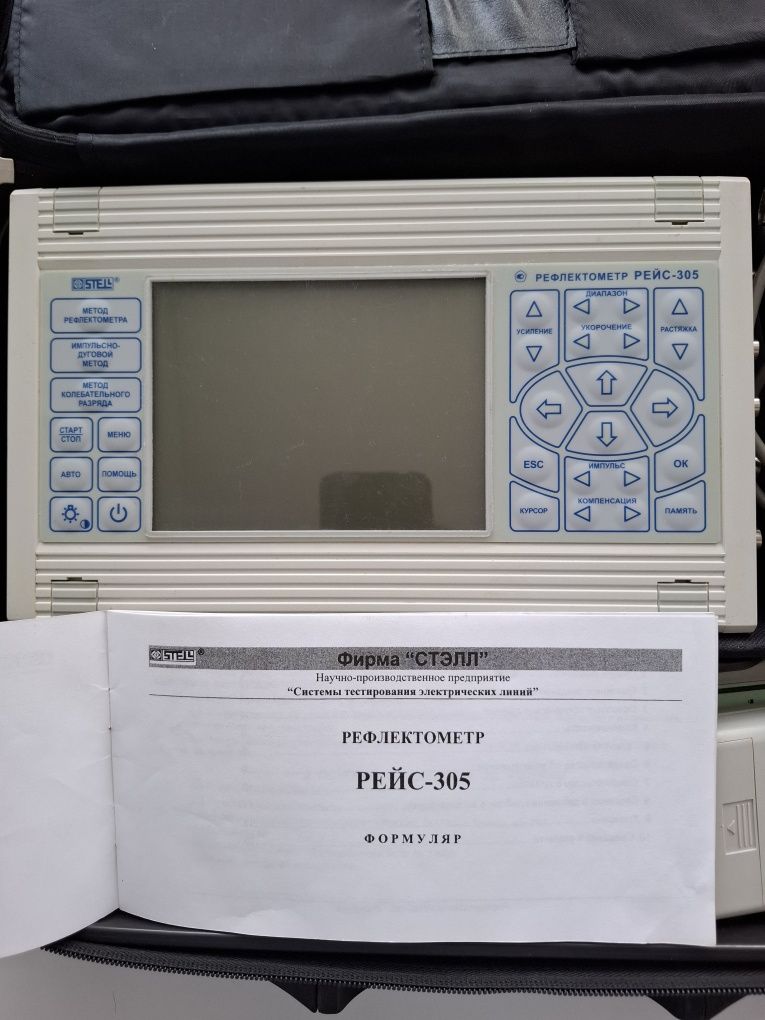 STELL®
РЕФЛЕКТОМЕТР РЕЙС-305
МЕТОД
РЕФЛЕКТОМЕТРА
ИМПУЛЬСНО-
ДУГОВОЙ
МЕТОД
МЕТОД
КОЛЕБАТЕЛЬНОГО
РАЗРЯДА
СТАРТ
СТОП
МЕНЮ
АВТО
ПОМОЩЬ
ДИАПАЗОН
УСИЛЕНИЕ
УКОРОЧЕНИЕ
РАСТЯЖКА
ESC
ИМПУЛЬС
OK
КУРСОР
КОМПЕНСАЦИЯ
ПАМЯТЬ
STELL®
Фирма “СТЭЛЛ”
Научно-производственное предприятие
“Системы тестирования электрических линий”
РЕФЛЕКТОМЕТР
РЕЙС-305
ФОРМУЛЯР